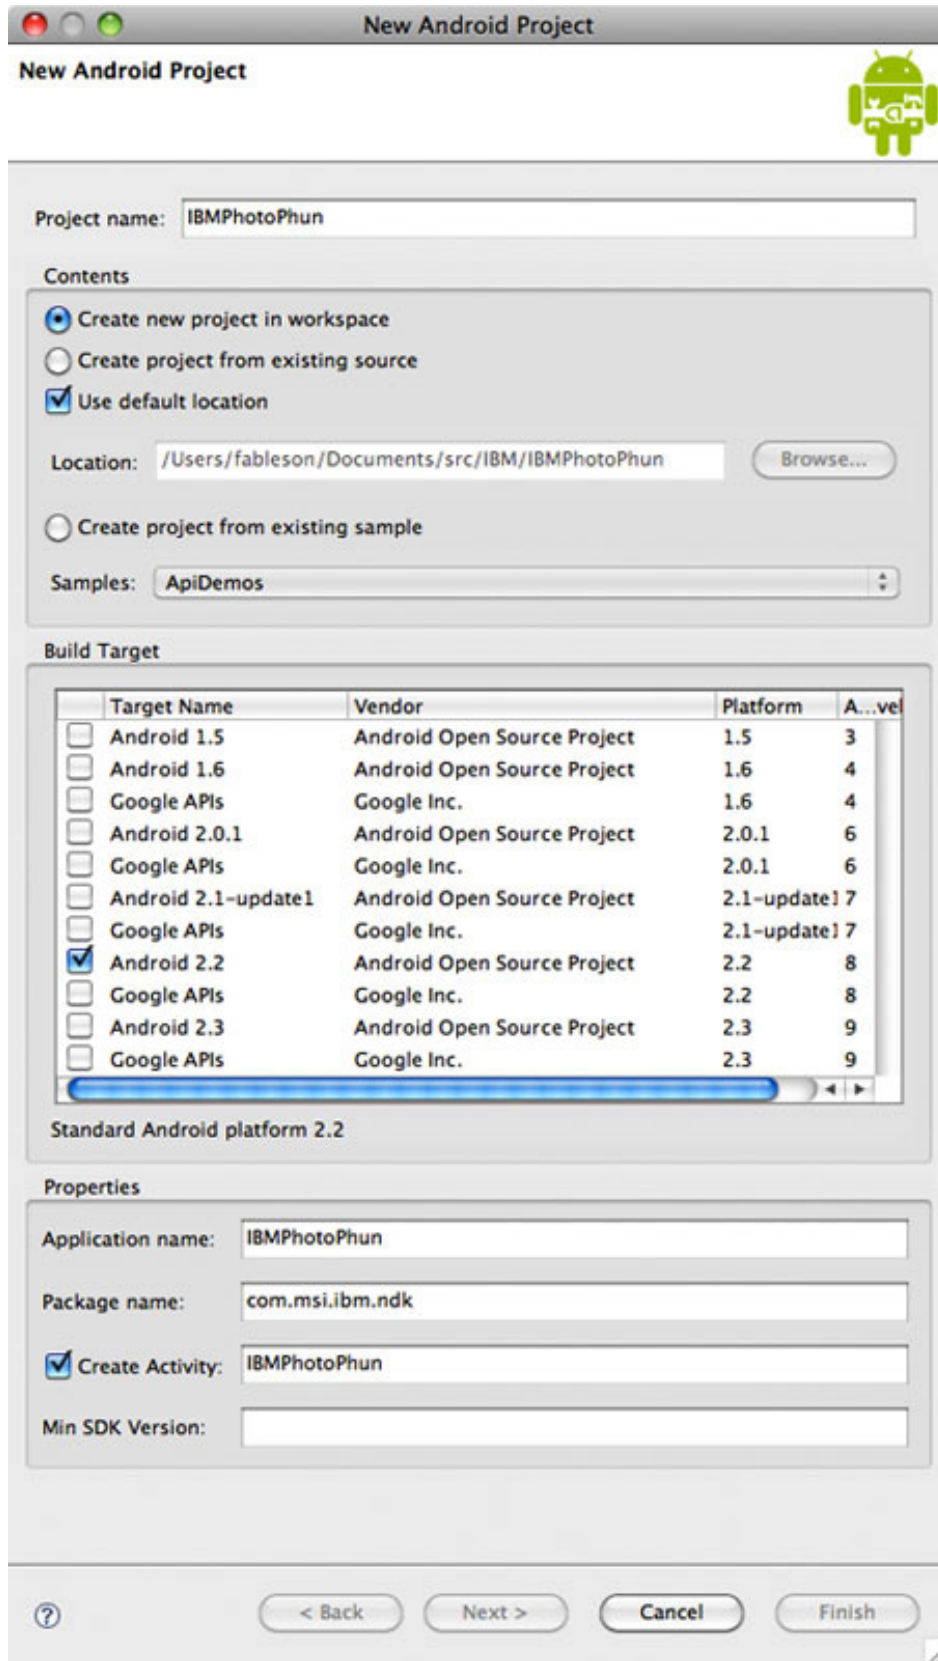 New Android Project
New Android Project
Project name: IBMPhotoPhun
Contents
Create new project in workspace
Create project from existing source
Use default location
Location: /Users/fableson/Documents/src/IBM/IBMPhotoPhun Browse...
Create project from existing sample
Samples: ApiDemos
Build Target
Target Name Vendor Platform A...vel
Android 1.5 Android Open Source Project 1.5 3
Android 1.6 Android Open Source Project 1.6 4
Google APIs Google Inc. 1.6 4
Android 2.0.1 Android Open Source Project 2.0.1 6
Google APIs Google Inc. 2.0.1 6
Android 2.1-update1 Android Open Source Project 2.1-update1 7
Google APIs Google Inc. 2.1-update1 7
Android 2.2 Android Open Source Project 2.2 8
Google APIs Google Inc. 2.2 8
Android 2.3 Android Open Source Project 2.3 9
Google APIs Google Inc. 2.3 9
Standard Android platform 2.2
Properties
Application name: IBMPhotoPhun
Package name: com.msi.ibm.ndk
Create Activity: IBMPhotoPhun
Min SDK Version:
? < Back Next > Cancel Finish